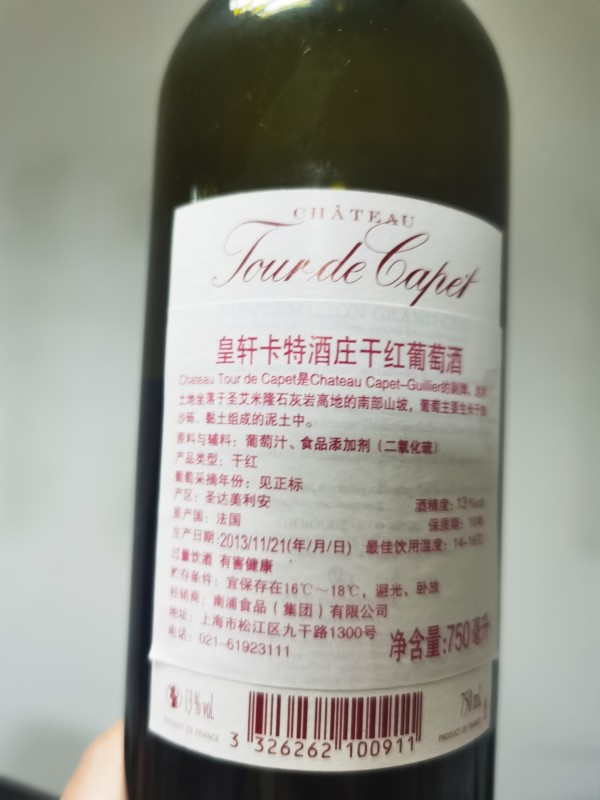 CHÂTEAU
Tour de Capet
皇轩卡特酒庄干红葡萄酒
Chateau Tour de Capet是Chateau Capet-Guillier的副牌，
土地坐落于圣艾米隆石灰岩高地的南部山坡，葡萄主要生长于
沙砾、黏土组成的泥土中。
原料与辅料：葡萄汁、食品添加剂（二氧化硫）
产品类型：干红
葡萄采摘年份：见正标
产区：圣达美利安 酒精度：13%vol
原产国：法国 保质期：10年
生产日期:2013/11/21(年/月/日) 最佳饮用温度：14-16℃
过量饮酒 有害健康
贮存条件：宜保存在16℃～18℃，避光，卧放
经销商：南浦食品（集团）有限公司
地址：上海市松江区九干路1300号
电话：021-61923111
净含量:750毫升
13% vol. 750 mL
PRODUCT OF FRANCE PRODUCT OF FRANCE
3 326262 100911